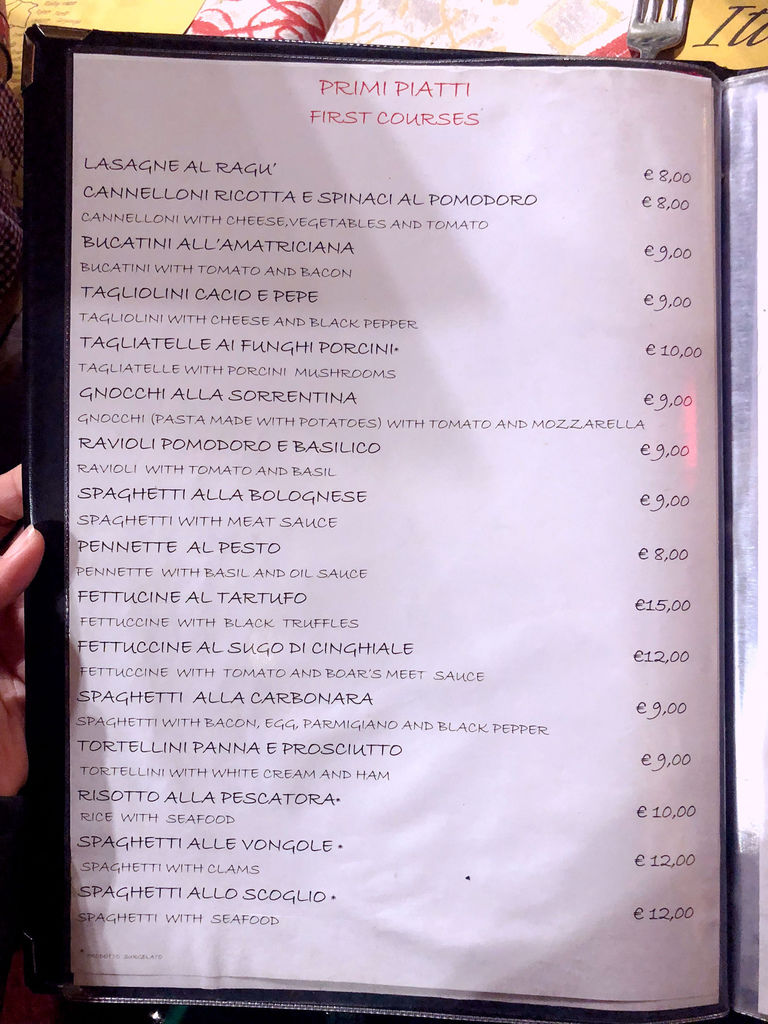 Ita
PRIMI PIATTI
FIRST COURSES
LASAGNE AL RAGU' € 8,00
CANNELLONI RICOTTA E SPINACI AL POMODORO € 8,00
CANNELLONI WITH CHEESE,VEGETABLES AND TOMATO
BUCATINI ALL'AMATRICIANA € 9,00
BUCATINI WITH TOMATO AND BACON
TAGLIOLINI CACIO E PEPE € 9,00
TAGLIOLINI WITH CHEESE AND BLACK PEPPER
TAGLIATELLE AI FUNGHI PORCINI* € 10,00
TAGLIATELLE WITH PORCINI MUSHROOMS
GNOCCHI ALLA SORRENTINA € 9,00
GNOCCHI (PASTA MADE WITH POTATOES) WITH TOMATO AND MOZZARELLA
RAVIOLI POMODORO E BASILICO € 9,00
RAVIOLI WITH TOMATO AND BASIL
SPAGHETTI ALLA BOLOGNESE € 9,00
SPAGHETTI WITH MEAT SAUCE
PENNETTE AL PESTO € 8,00
PENNETTE WITH BASIL AND OIL SAUCE
FETTUCINE AL TARTUFO €15,00
FETTUCCINE WITH BLACK TRUFFLES
FETTUCCINE AL SUGO DI CINGHIALE €12,00
FETTUCCINE WITH TOMATO AND BOAR'S MEET SAUCE
SPAGHETTI ALLA CARBONARA € 9,00
SPAGHETTI WITH BACON, EGG, PARMIGIANO AND BLACK PEPPER
TORTELLINI PANNA E PROSCIUTTO € 9,00
TORTELLINI WITH WHITE CREAM AND HAM
RISOTTO ALLA PESCATORA* € 10,00
RICE WITH SEAFOOD
SPAGHETTI ALLE VONGOLE * € 12,00
SPAGHETTI WITH CLAMS
SPAGHETTI ALLO SCOGLIO * € 12,00
SPAGHETTI WITH SEAFOOD
* PRODOTTO SURGELATO